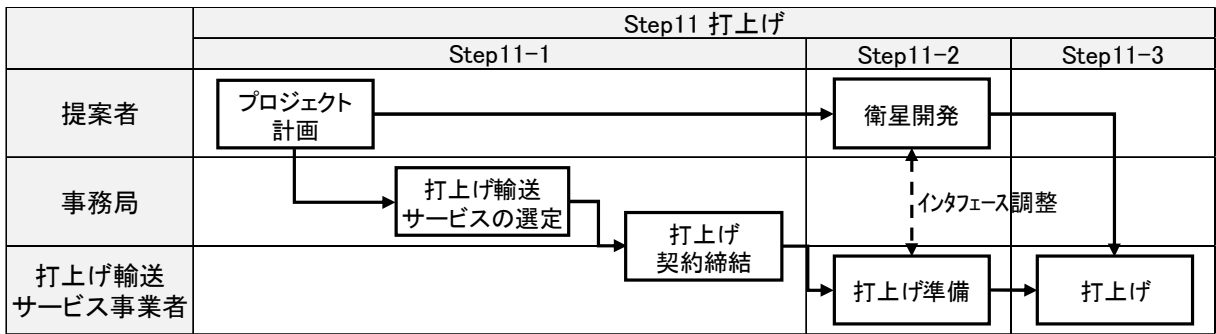 Step11 打上げ
Step11-1
Step11-2
Step11-3
提案者
プロジェクト
計画
衛星開発
事務局
打上げ輸送
サービスの選定
インタフェース調整
打上げ
契約締結
打上げ輸送
サービス事業者
打上げ準備
打上げ